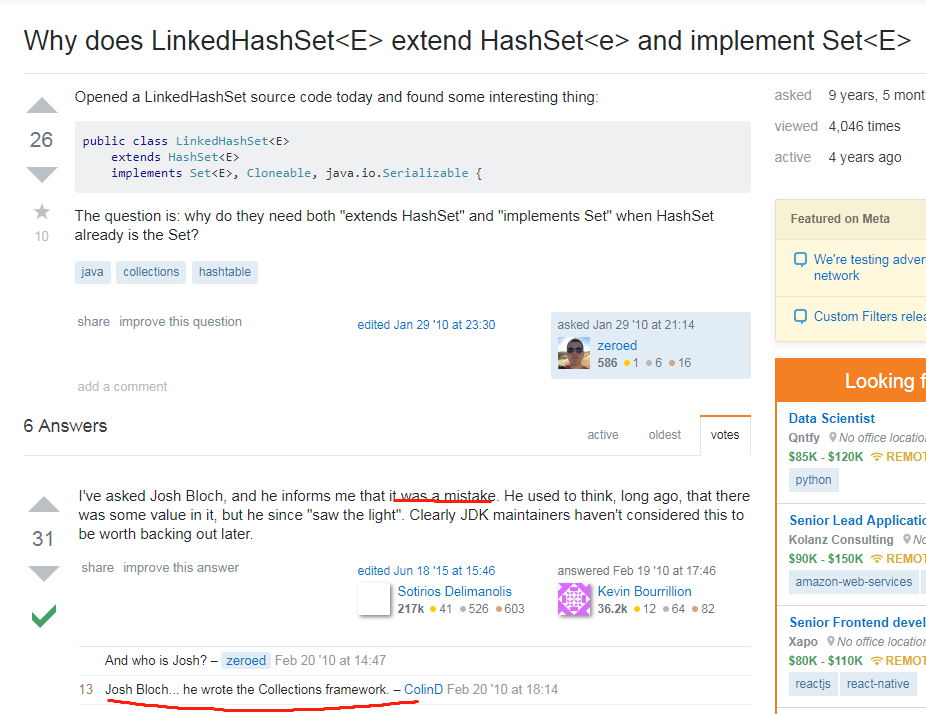 Why does LinkedHashSet<E> extend HashSet<e> and implement Set<E>
26
10
Opened a LinkedHashSet source code today and found some interesting thing:
public class LinkedHashSet<E>
extends HashSet<E>
implements Set<E>, Cloneable, java.io.Serializable {
The question is: why do they need both "extends HashSet" and "implements Set" when HashSet
already is the Set?
java collections hashtable
share improve this question
edited Jan 29 '10 at 23:30
asked Jan 29 '10 at 21:14
zeroed
586 1 6 16
add a comment
6 Answers
active oldest votes
31
I've asked Josh Bloch, and he informs me that it was a mistake. He used to think, long ago, that there
was some value in it, but he since "saw the light". Clearly JDK maintainers haven't considered this to
be worth backing out later.
share improve this answer
edited Jun 18 '15 at 15:46
Sotirios Delimanolis
217k 41 526 603
answered Feb 19 '10 at 17:46
Kevin Bourrillion
36.2k 12 64 82
And who is Josh? – zeroed Feb 20 '10 at 14:47
13 Josh Bloch... he wrote the Collections framework. – ColinD Feb 20 '10 at 18:14
asked 9 years, 5 mont
viewed 4,046 times
active 4 years ago
Featured on Meta
We're testing adver
network
Custom Filters relea
Looking f
Data Scientist
Qntfy No office locatio
$85K - $120K REMOT
python
Senior Lead Applicatio
Kolanz Consulting No
$90K - $150K REMOT
amazon-web-services
Senior Frontend devel
Xapo No office location
$80K - $110K REMOT
reactjs react-native